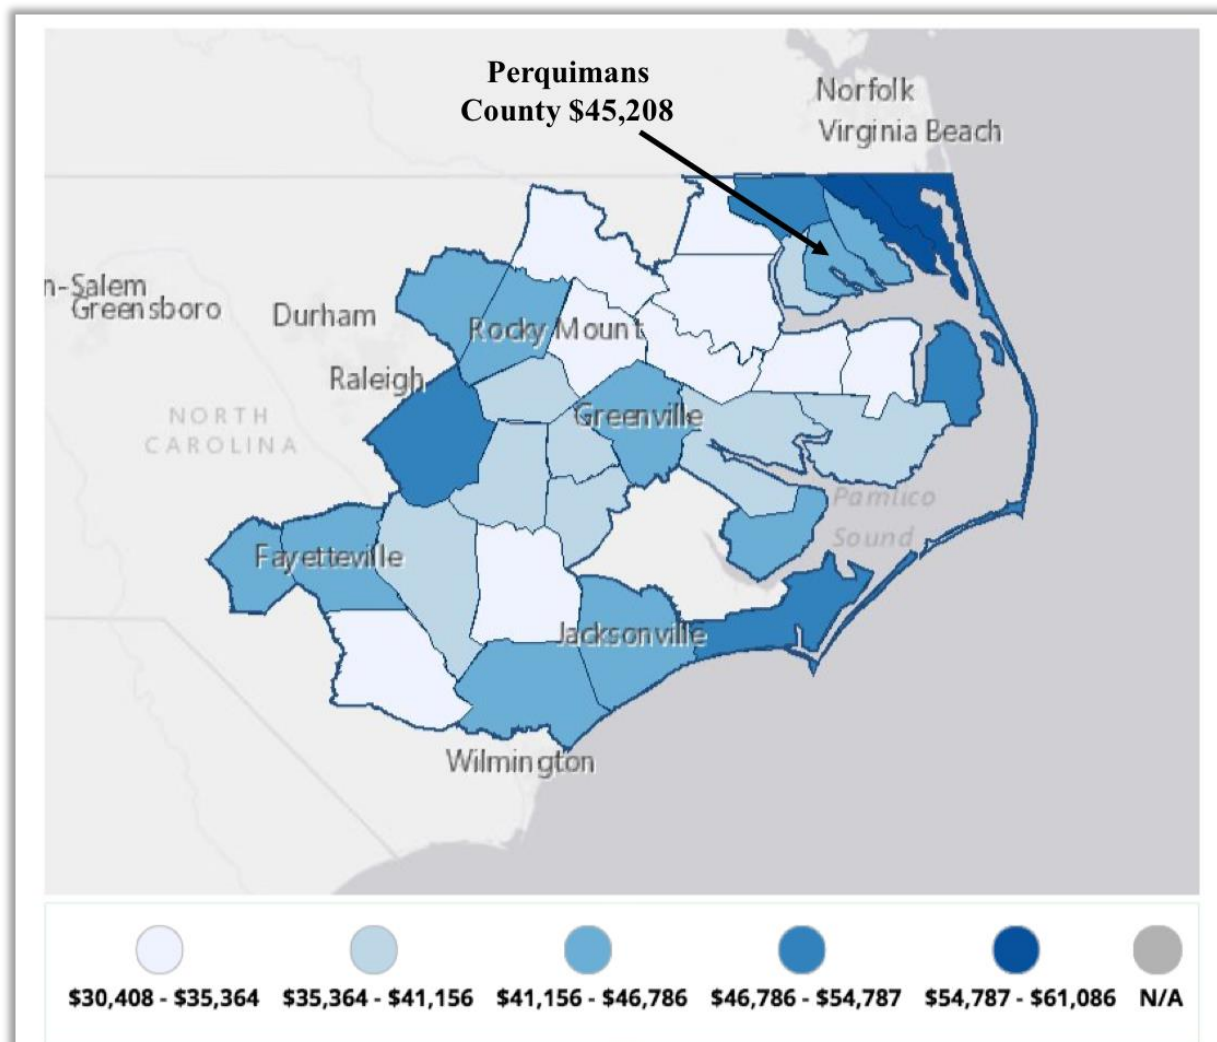 Perquimans
County $45,208
Norfolk
Virginia Beach
n-Salem
Greensboro
Durham
Rocky Mount
Raleigh
NORTH
CAROLINA
Greenville
Pamlico
Sound
Fayetteville
Jacksonville
Wilmington
$30,408 - $35,364
$35,364 - $41,156
$41,156 - $46,786
$46,786 - $54,787
$54,787 - $61,086
N/A